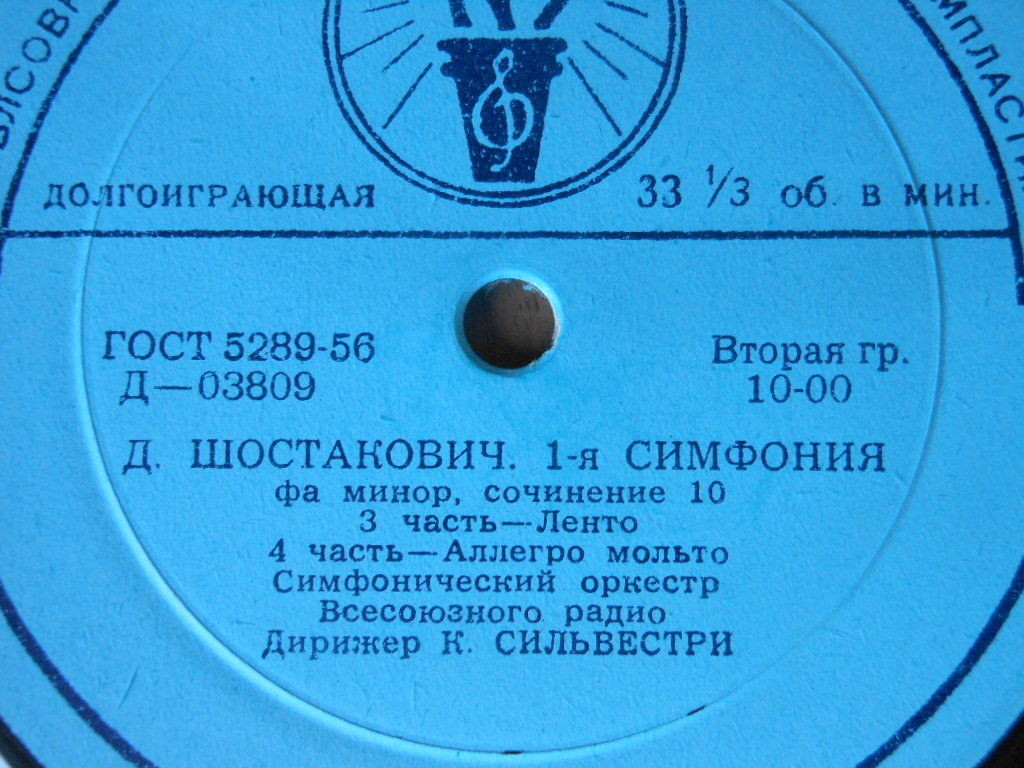 ДОЛГОИГРАЮЩАЯ 33 1/3 об. в мин.
ГОСТ 5289-56 Вторая гр.
Д—03809 10-00
Д. ШОСТАКОВИЧ. 1-я СИМФОНИЯ
фа минор, сочинение 10
3 часть—Ленто
4 часть—Аллегро мольто
Симфонический оркестр
Всесоюзного радио
Дирижер К. СИЛЬВЕСТРИ